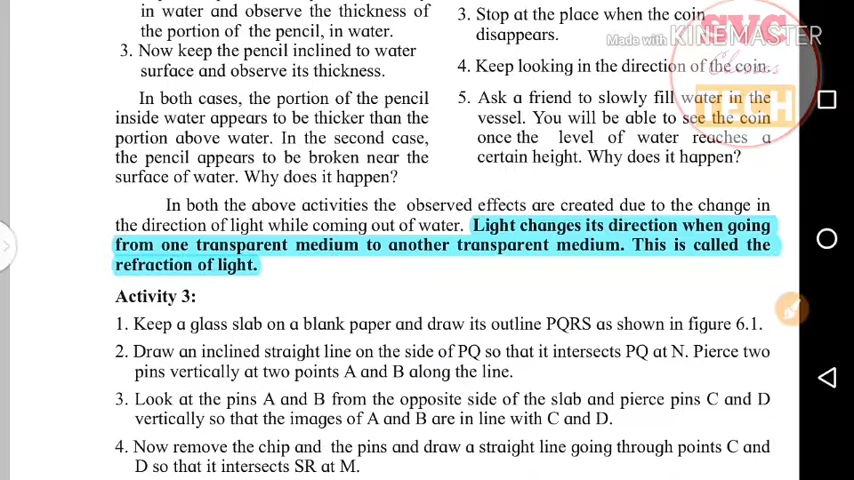 in water and observe the thickness of
the portion of the pencil, in water.
3. Now keep the pencil inclined to water
surface and observe its thickness.
In both cases, the portion of the pencil
inside water appears to be thicker than the
portion above water. In the second case,
the pencil appears to be broken near the
surface of water. Why does it happen?
3. Stop at the place when the coin
disappears.
4. Keep looking in the direction of the coin.
5. Ask a friend to slowly fill water in the
vessel. You will be able to see the coin
once the level of water reaches a
certain height. Why does it happen?
Made with KINEMASTER
SVS
Classes
TECH
In both the above activities the observed effects are created due to the change in
the direction of light while coming out of water. Light changes its direction when going
from one transparent medium to another transparent medium. This is called the
refraction of light.
Activity 3:
1. Keep a glass slab on a blank paper and draw its outline PQRS as shown in figure 6.1.
2. Draw an inclined straight line on the side of PQ so that it intersects PQ at N. Pierce two
pins vertically at two points A and B along the line.
3. Look at the pins A and B from the opposite side of the slab and pierce pins C and D
vertically so that the images of A and B are in line with C and D.
4. Now remove the chip and the pins and draw a straight line going through points C and
D so that it intersects SR at M.